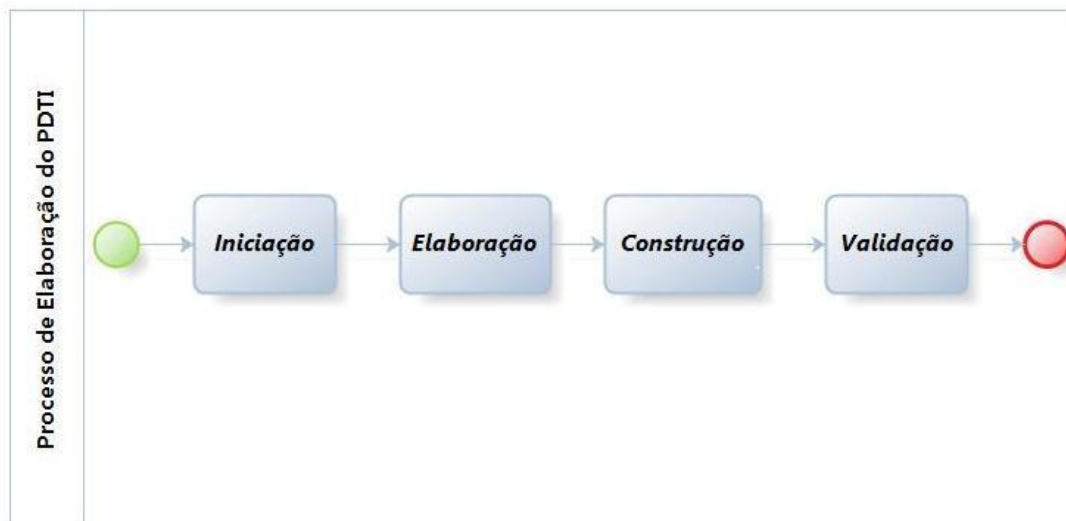 Processo de Elaboração do PDTI
Iniciação
Elaboração
Construção
Validação